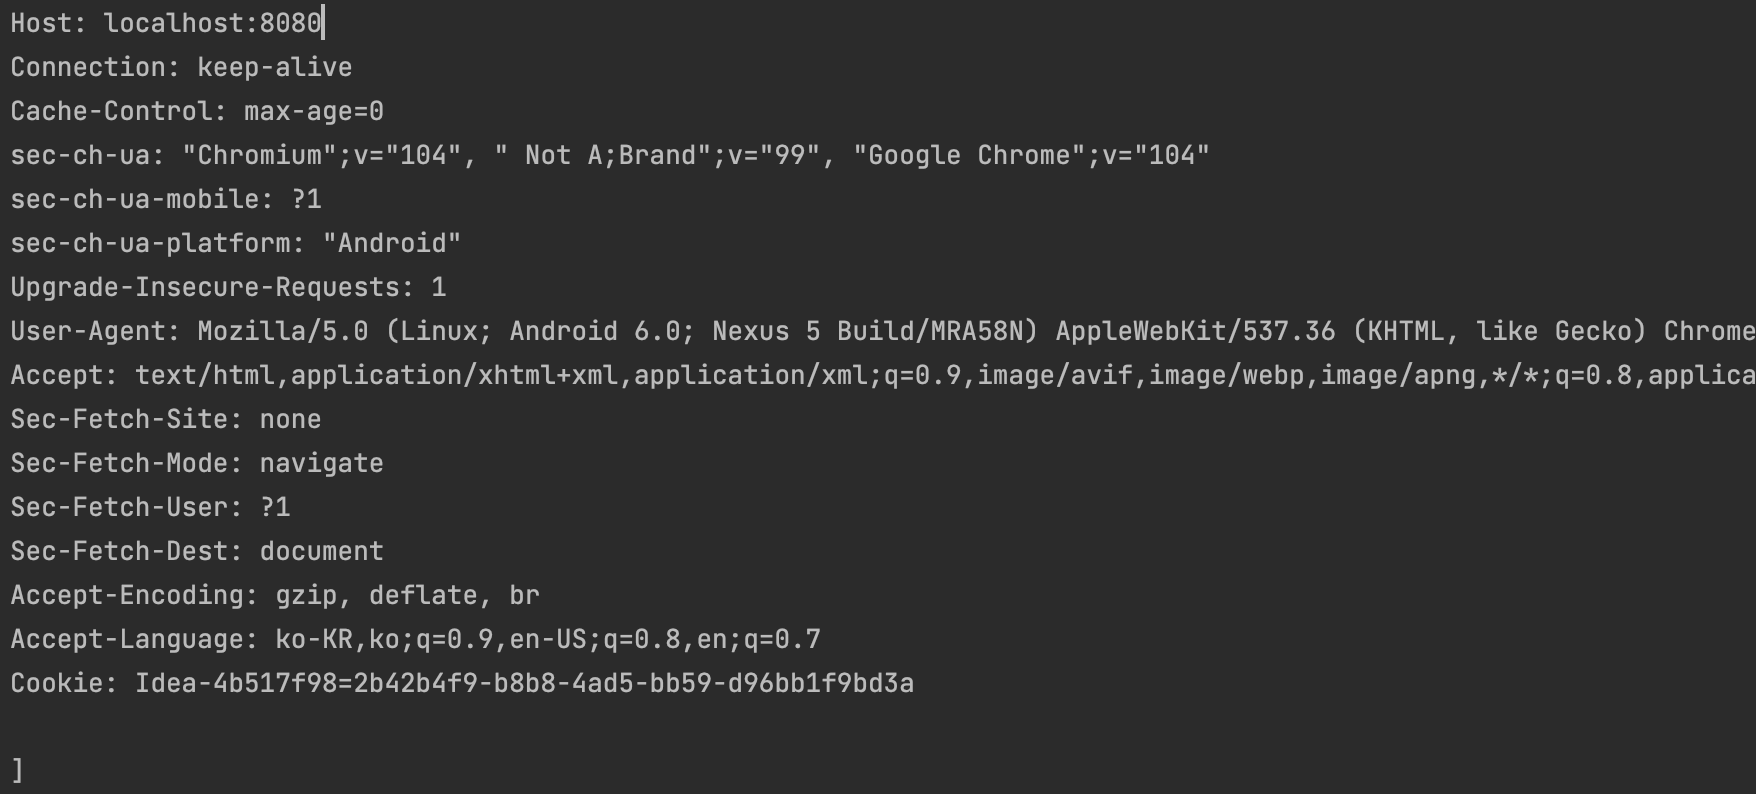 Host: localhost:8080
Connection: keep-alive
Cache-Control: max-age=0
sec-ch-ua: "Chromium";v="104", " Not A;Brand";v="99", "Google Chrome";v="104"
sec-ch-ua-mobile: ?1
sec-ch-ua-platform: "Android"
Upgrade-Insecure-Requests: 1
User-Agent: Mozilla/5.0 (Linux; Android 6.0; Nexus 5 Build/MRA58N) AppleWebKit/537.36 (KHTML, like Gecko) Chrome
Accept: text/html,application/xhtml+xml,application/xml;q=0.9,image/avif,image/webp,image/apng,*/*;q=0.8,applica
Sec-Fetch-Site: none
Sec-Fetch-Mode: navigate
Sec-Fetch-User: ?1
Sec-Fetch-Dest: document
Accept-Encoding: gzip, deflate, br
Accept-Language: ko-KR,ko;q=0.9,en-US;q=0.8,en;q=0.7
Cookie: Idea-4b517f98=2b42b4f9-b8b8-4ad5-bb59-d96bb1f9bd3a
]